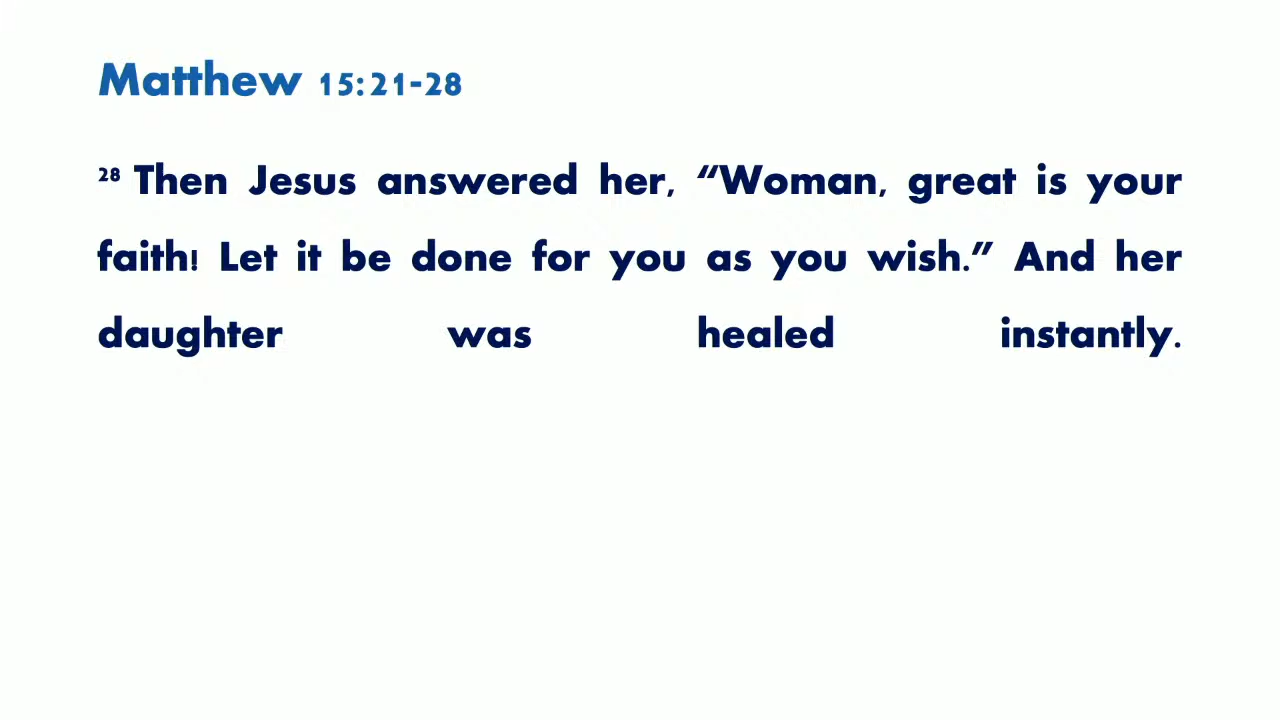 Matthew 15:21-28
28 Then Jesus answered her, “Woman, great is your
faith! Let it be done for you as you wish.” And her
daughter was healed instantly.